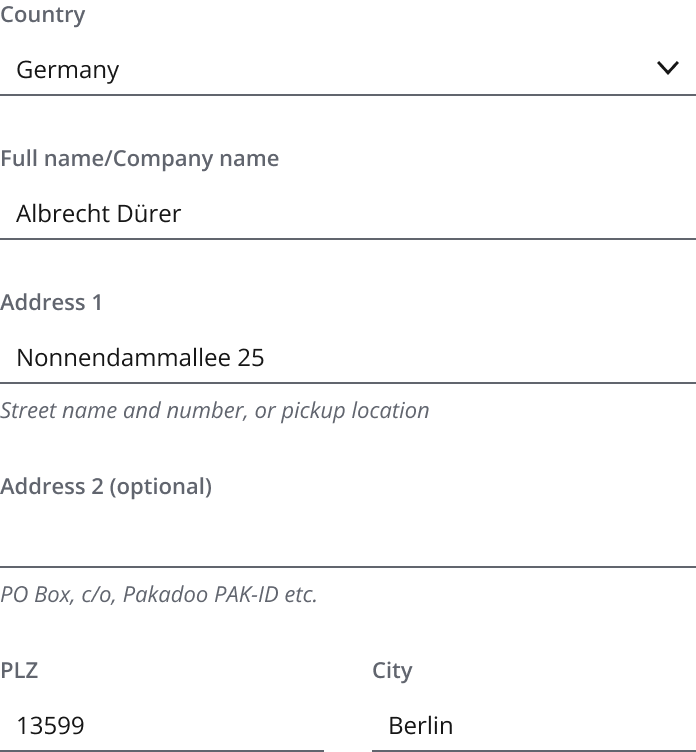 Country
Germany
Full name/Company name
Albrecht Dürer
Address 1
Nonnendammallee 25
Street name and number, or pickup location
Address 2 (optional)
PO Box, c/o, Pakadoo PAK-ID etc.
PLZ City
13599 Berlin